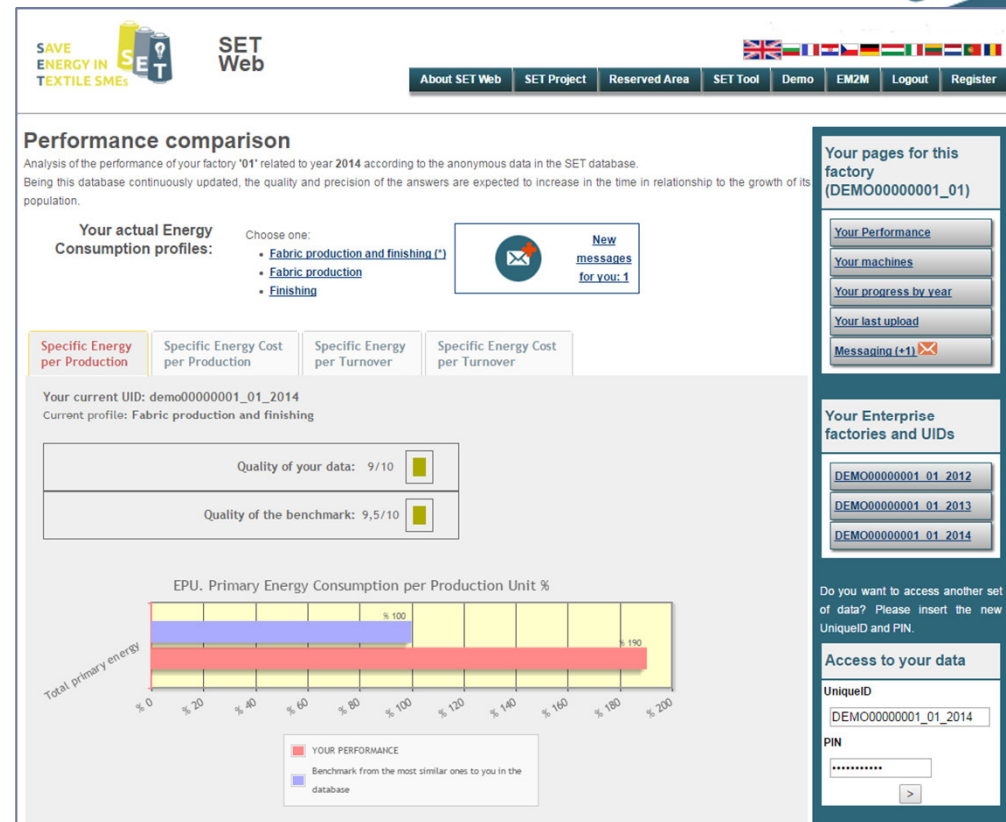 SAVE
ENERGY IN
TEXTILE SMEs
SET
SET
Web
About SET Web
SET Project
Reserved Area
SET Tool
Demo
EM2M
Logout
Register
Performance comparison
Analysis of the performance of your factory '01' related to year 2014 according to the anonymous data in the SET database.
Being this database continuously updated, the quality and precision of the answers are expected to increase in the time in relationship to the growth of its
population.
Your actual Energy
Consumption profiles:
Choose one:
Fabric production and finishing (*)
Fabric production
Finishing
New
messages
for you: 1
Specific Energy
per Production
Specific Energy Cost
per Production
Specific Energy
per Turnover
Specific Energy Cost
per Turnover
Your current UID: demo00000001_01_2014
Current profile: Fabric production and finishing
Quality of your data: 9/10
Quality of the benchmark: 9,5/10
EPU. Primary Energy Consumption per Production Unit %
% 100
% 190
Total primary energy
% 0
% 20
% 40
% 60
% 80
% 100
% 120
% 140
% 160
% 180
% 200
YOUR PERFORMANCE
Benchmark from the most similar ones to you in the
database
Your pages for this
factory
(DEMO00000001_01)
Your Performance
Your machines
Your progress by year
Your last upload
Messaging (+1)
Your Enterprise
factories and UIDs
DEMO00000001_01_2012
DEMO00000001_01_2013
DEMO00000001_01_2014
Do you want to access another set
of data? Please insert the new
UniqueID and PIN.
Access to your data
UniqueID
DEMO00000001_01_2014
PIN
•••••••••••
>